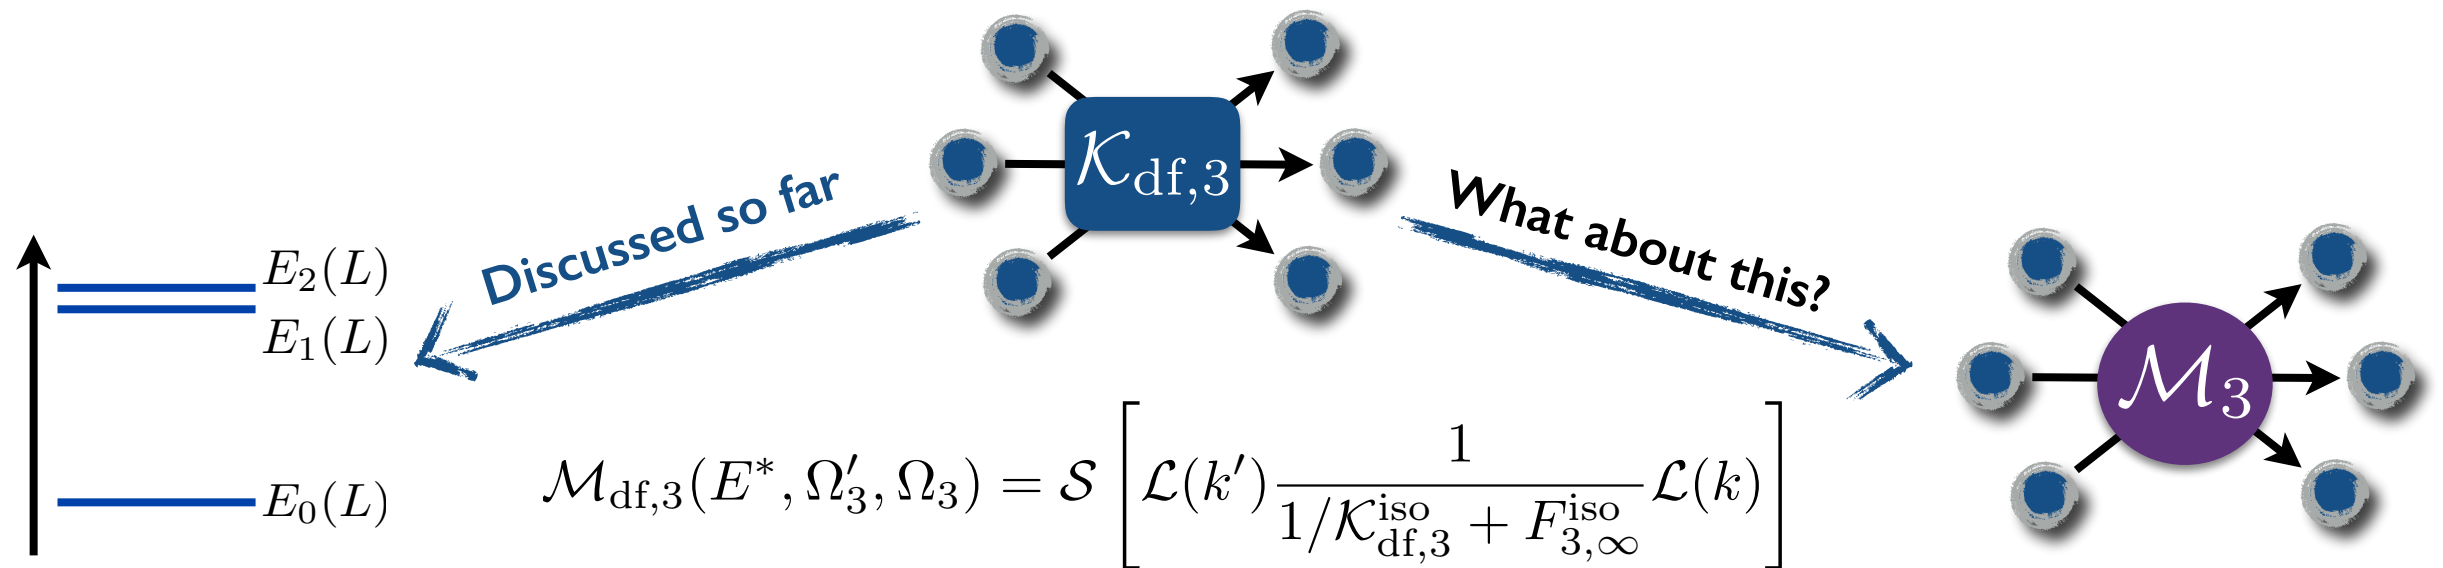 𝒦df,3
Discussed so far
What about this?
E₂(L)
E₁(L)
E₀(L)
ℳ₃
ℳdf,3(E*, Ω′₃, Ω₃) = 𝒮 [ ℒ(k′) 1 / (1/𝒦ⁱˢᵒdf,3 + Fⁱˢᵒ3,∞) ℒ(k) ]